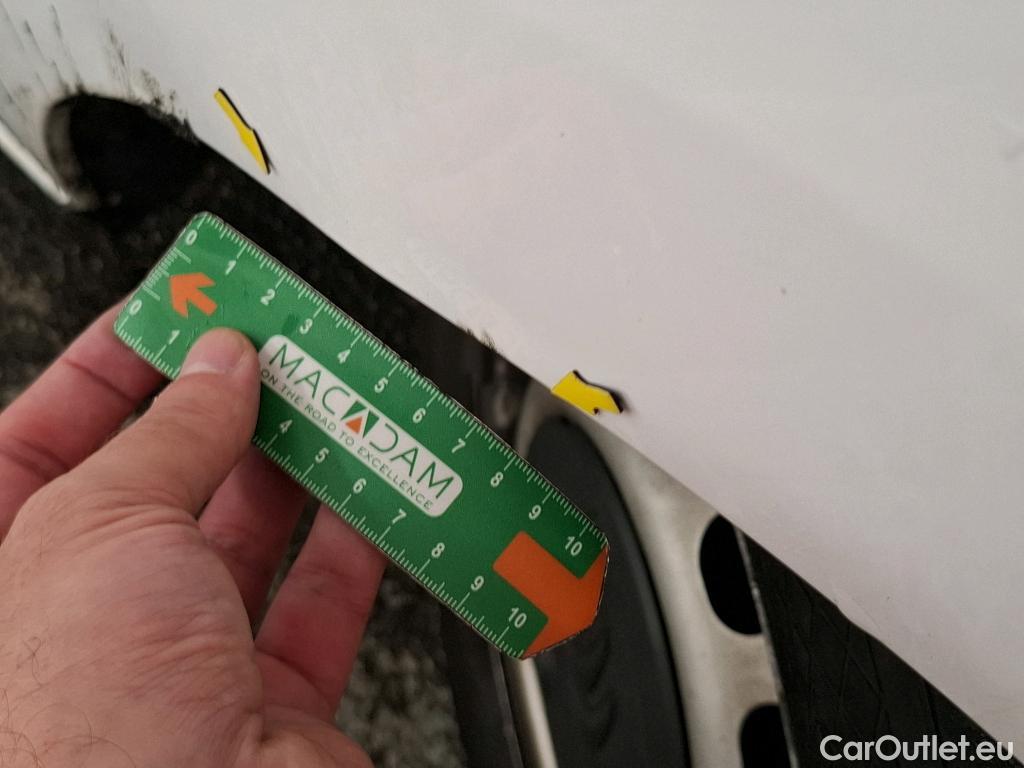 0 1 2 3 4 5 6 7 8 9 10
MACADAM
ON THE ROAD TO EXCELLENCE
0 1 4 5 6 7 8 9 10
CarOutlet.eu